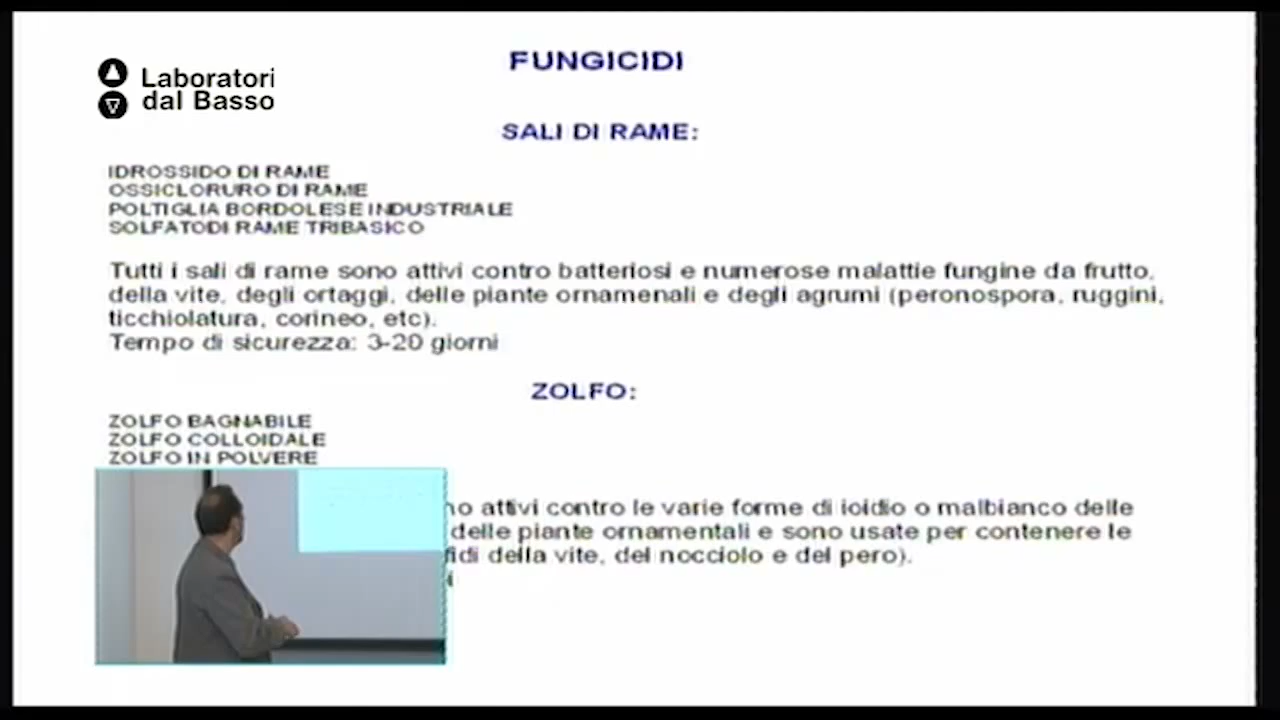 Laboratori
dal Basso
FUNGICIDI
SALI DI RAME:
IDROSSIDO DI RAME
OSSICLORURO DI RAME
POLTIGLIA BORDOLESE INDUSTRIALE
SOLFATODI RAME TRIBASICO
Tutti i sali di rame sono attivi contro batteriosi e numerose malattie fungine da frutto,
della vite, degli ortaggi, delle piante ornamenali e degli agrumi (peronospora, ruggini,
ticchiolatura, corineo, etc).
Tempo di sicurezza: 3-20 giorni
ZOLFO:
ZOLFO BAGNABILE
ZOLFO COLLOIDALE
ZOLFO IN POLVERE
no attivi contro le varie forme di ioidio o malbianco delle
delle piante ornamentali e sono usate per contenere le
fidi della vite, del nocciolo e del pero).